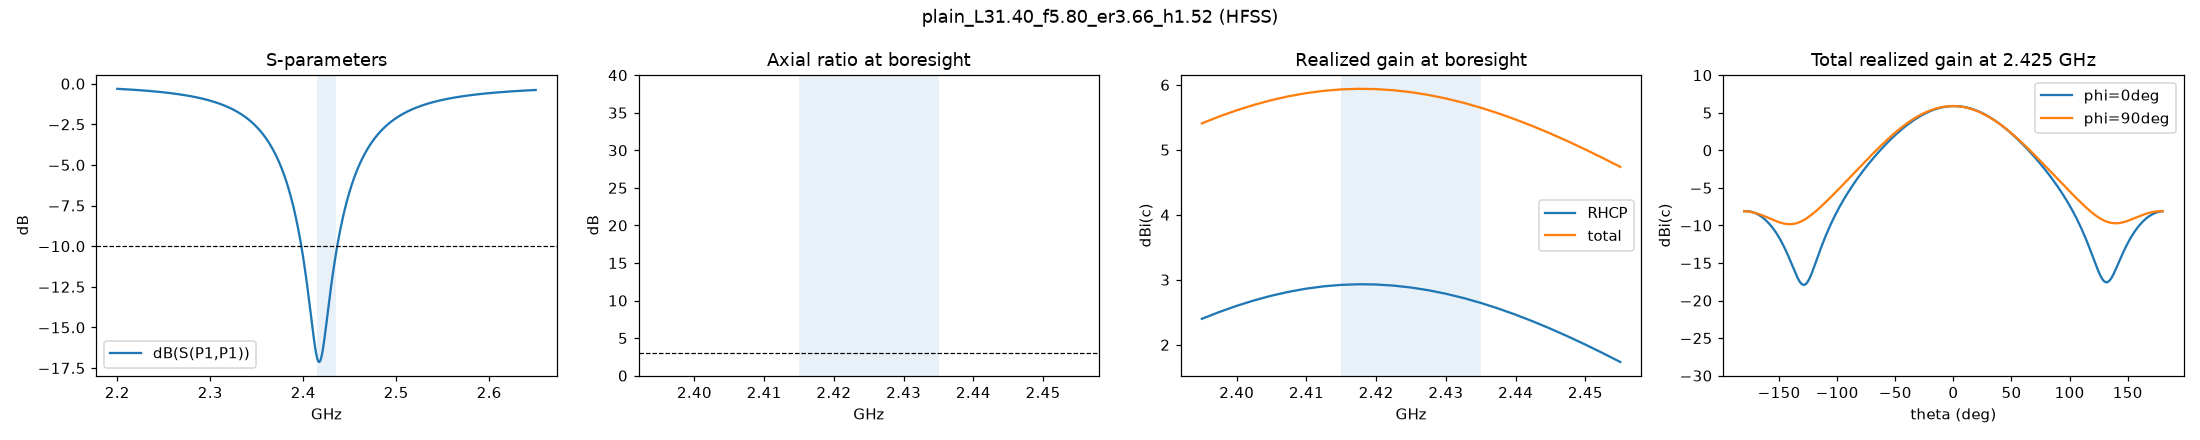 plain_L31.40_f5.80_er3.66_h1.52 (HFSS)
S-parameters
0.0
−2.5
−5.0
−7.5
−10.0
−12.5
−15.0
−17.5
dB
dB(S(P1,P1))
2.2 2.3 2.4 2.5 2.6
GHz
Axial ratio at boresight
40
35
30
25
20
15
10
5
0
dB
2.40 2.41 2.42 2.43 2.44 2.45
GHz
Realized gain at boresight
6
5
4
3
2
dBi(c)
RHCP
total
2.40 2.41 2.42 2.43 2.44 2.45
GHz
Total realized gain at 2.425 GHz
10
5
0
−5
−10
−15
−20
−25
−30
dBi(c)
phi=0deg
phi=90deg
−150 −100 −50 0 50 100 150
theta (deg)